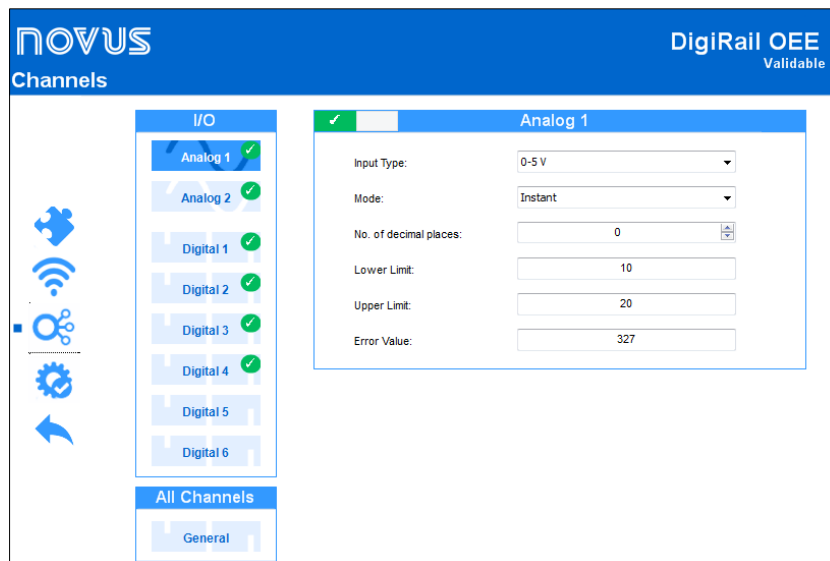 NOVUS
DigiRail OEE
Validable
Channels
I/O
Analog 1
Analog 2
Digital 1
Digital 2
Digital 3
Digital 4
Digital 5
Digital 6
All Channels
General
Analog 1
Input Type: 0-5 V
Mode: Instant
No. of decimal places: 0
Lower Limit: 10
Upper Limit: 20
Error Value: 327